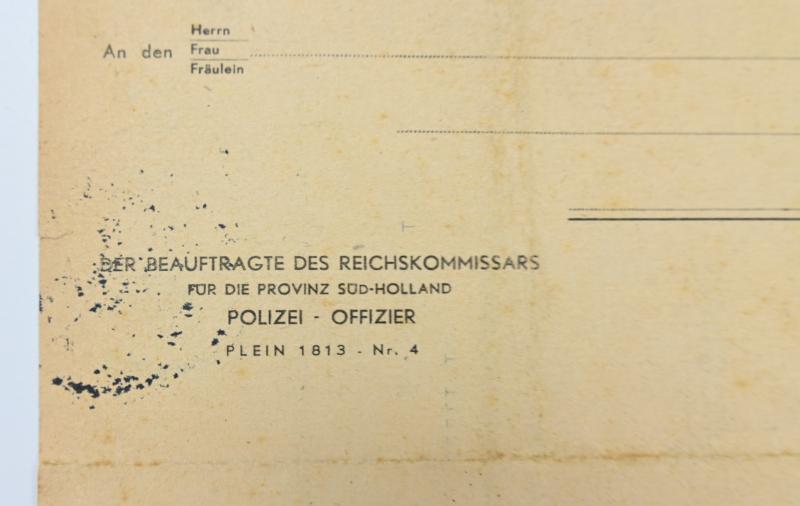 Herrn
An den Frau
Fräulein
DER BEAUFTRAGTE DES REICHSKOMMISSARS
FÜR DIE PROVINZ SÜD-HOLLAND
POLIZEI - OFFIZIER
PLEIN 1813 - Nr. 4